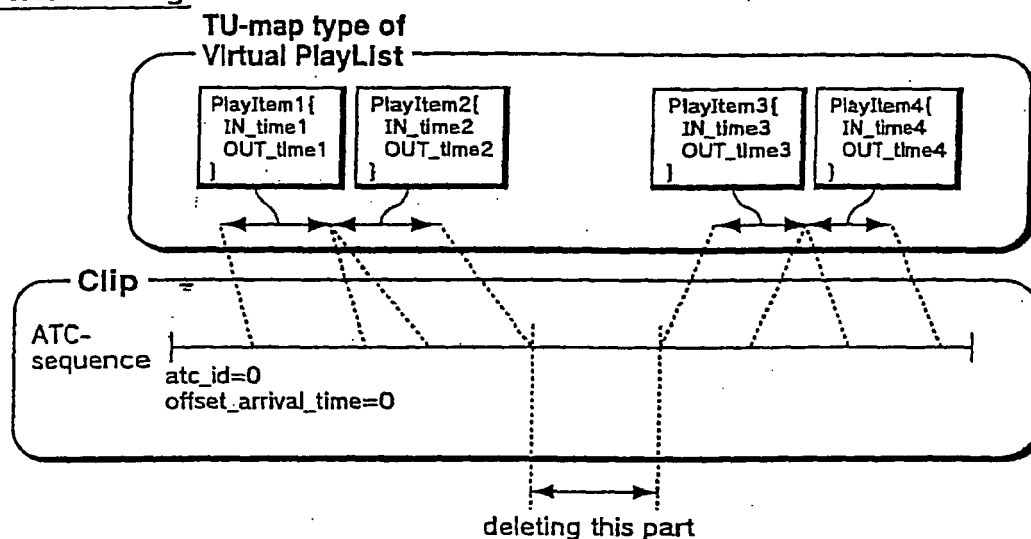 TU-map type of
Virtual PlayList
PlayItem1{
IN_time1
OUT_time1
}
PlayItem2{
IN_time2
OUT_time2
}
PlayItem3{
IN_time3
OUT_time3
}
PlayItem4{
IN_time4
OUT_time4
}
Clip
ATC-
sequence
atc_id=0
offset_arrival_time=0
deleting this part